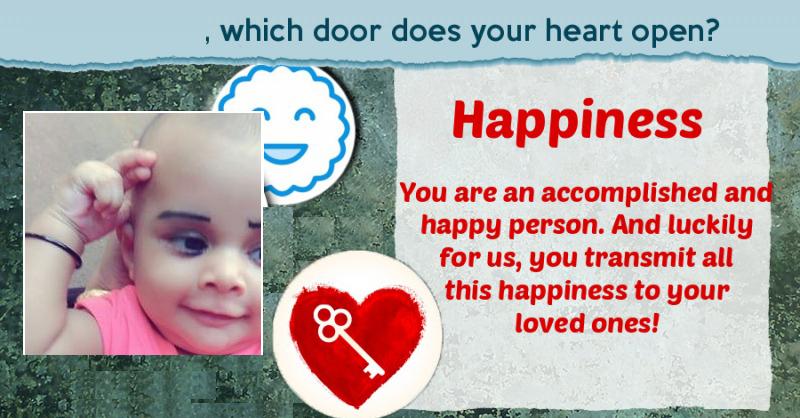 , which door does your heart open?
Happiness
You are an accomplished and
happy person. And luckily
for us, you transmit all
this happiness to your
loved ones!